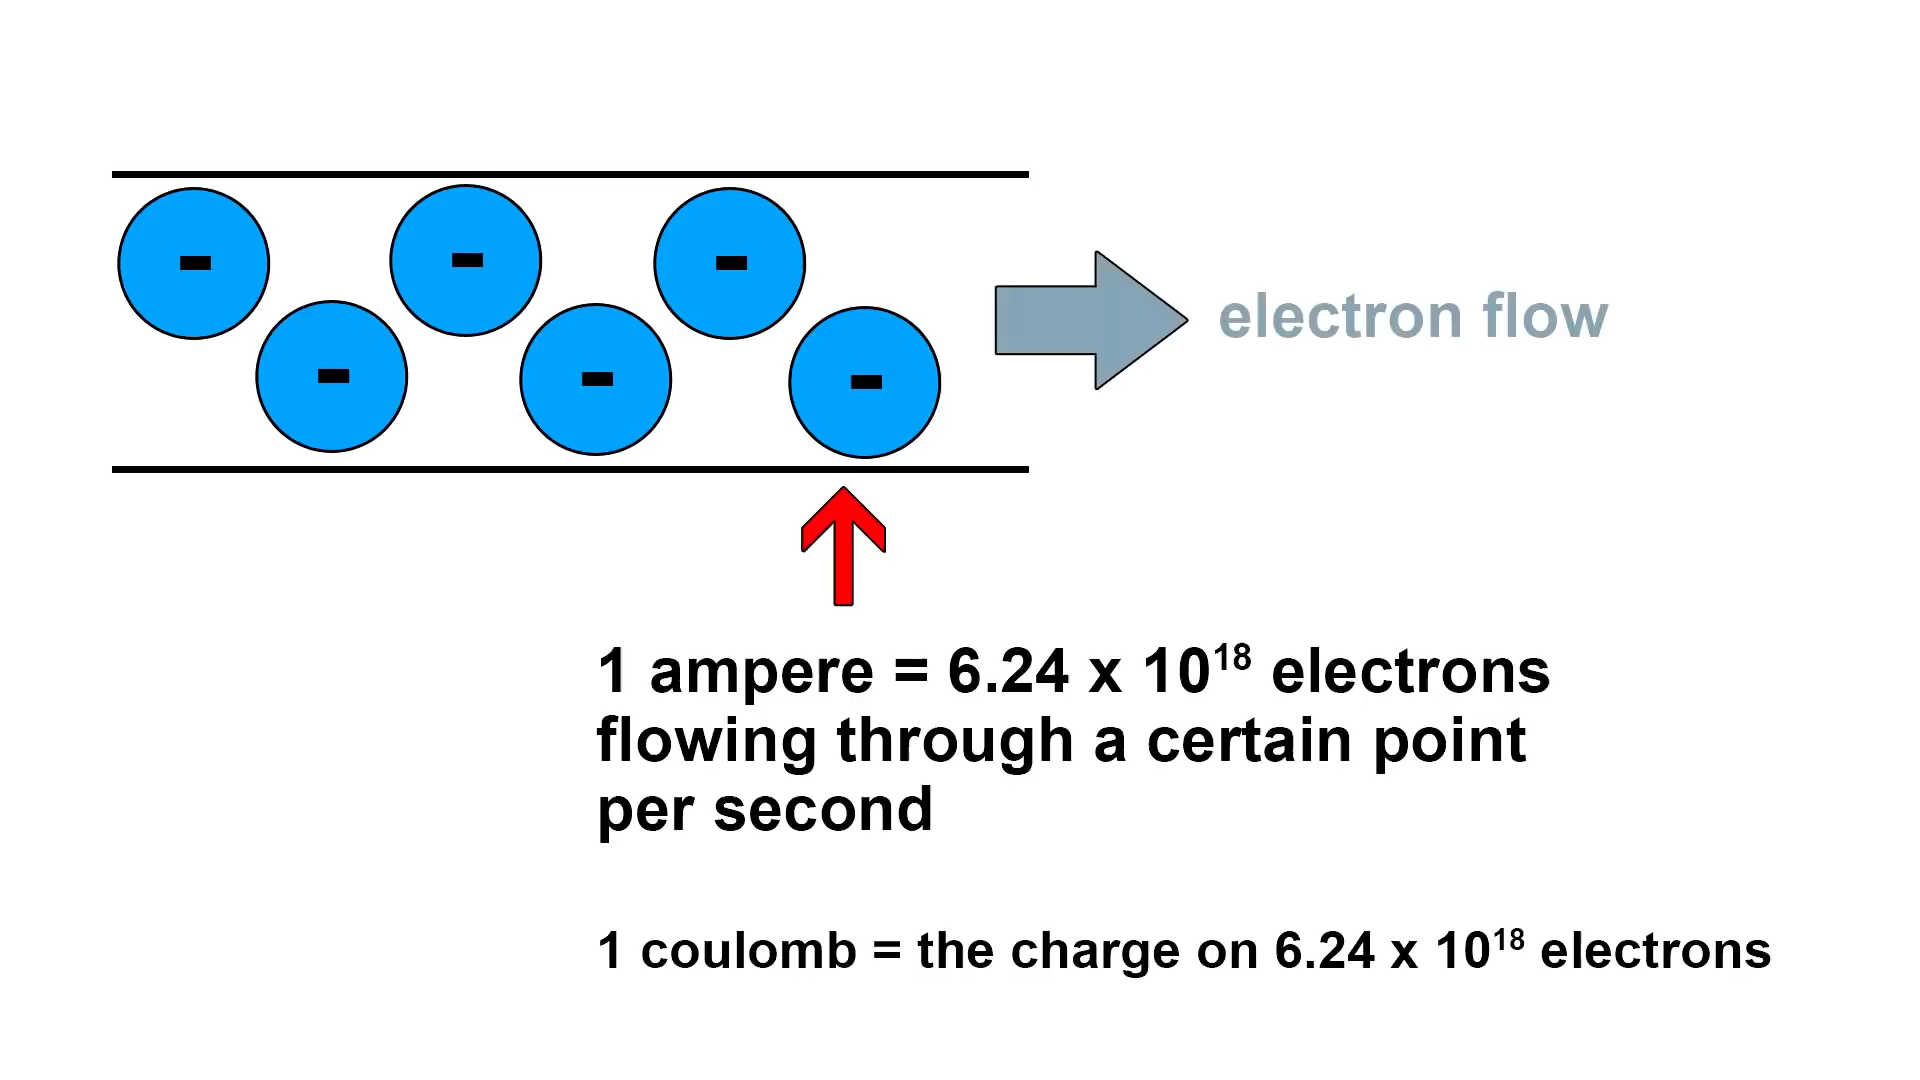 - - -
- - -
electron flow
1 ampere = 6.24 x 10¹⁸ electrons
flowing through a certain point
per second
1 coulomb = the charge on 6.24 x 10¹⁸ electrons